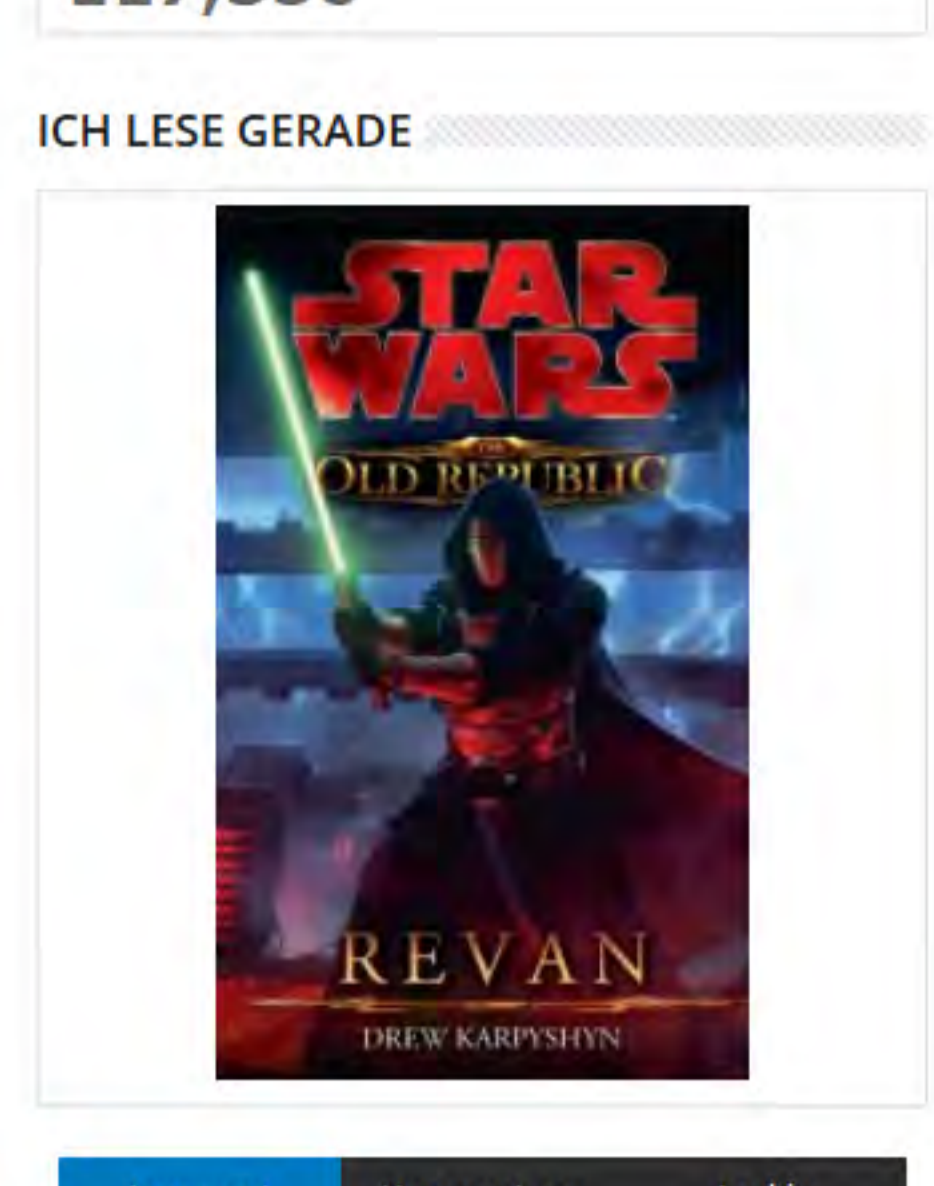 ICH LESE GERADE
STAR
WARS
THE
OLD REPUBLIC
REVAN
DREW KARPYSHYN